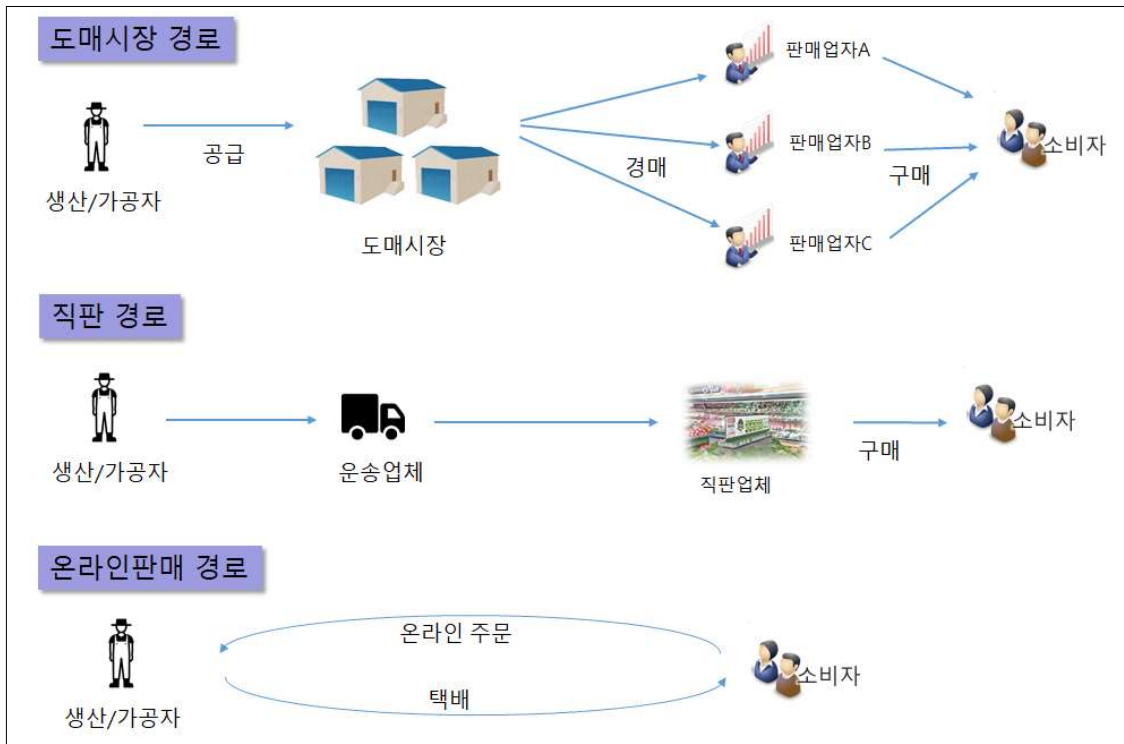 도매시장 경로
생산/가공자
공급
도매시장
경매
판매업자A
판매업자B
판매업자C
구매
소비자
직판 경로
생산/가공자
운송업체
직판업체
구매
소비자
온라인판매 경로
생산/가공자
온라인 주문
택배
소비자